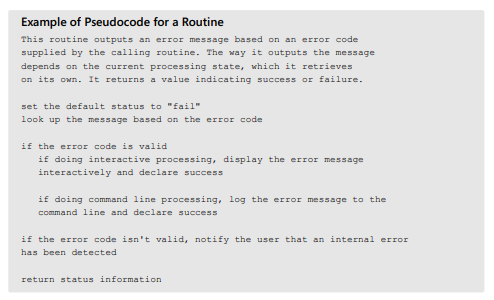 Example of Pseudocode for a Routine
This routine outputs an error message based on an error code
supplied by the calling routine. The way it outputs the message
depends on the current processing state, which it retrieves
on its own. It returns a value indicating success or failure.
set the default status to "fail"
look up the message based on the error code
if the error code is valid
if doing interactive processing, display the error message
interactively and declare success
if doing command line processing, log the error message to the
command line and declare success
if the error code isn't valid, notify the user that an internal error
has been detected
return status information